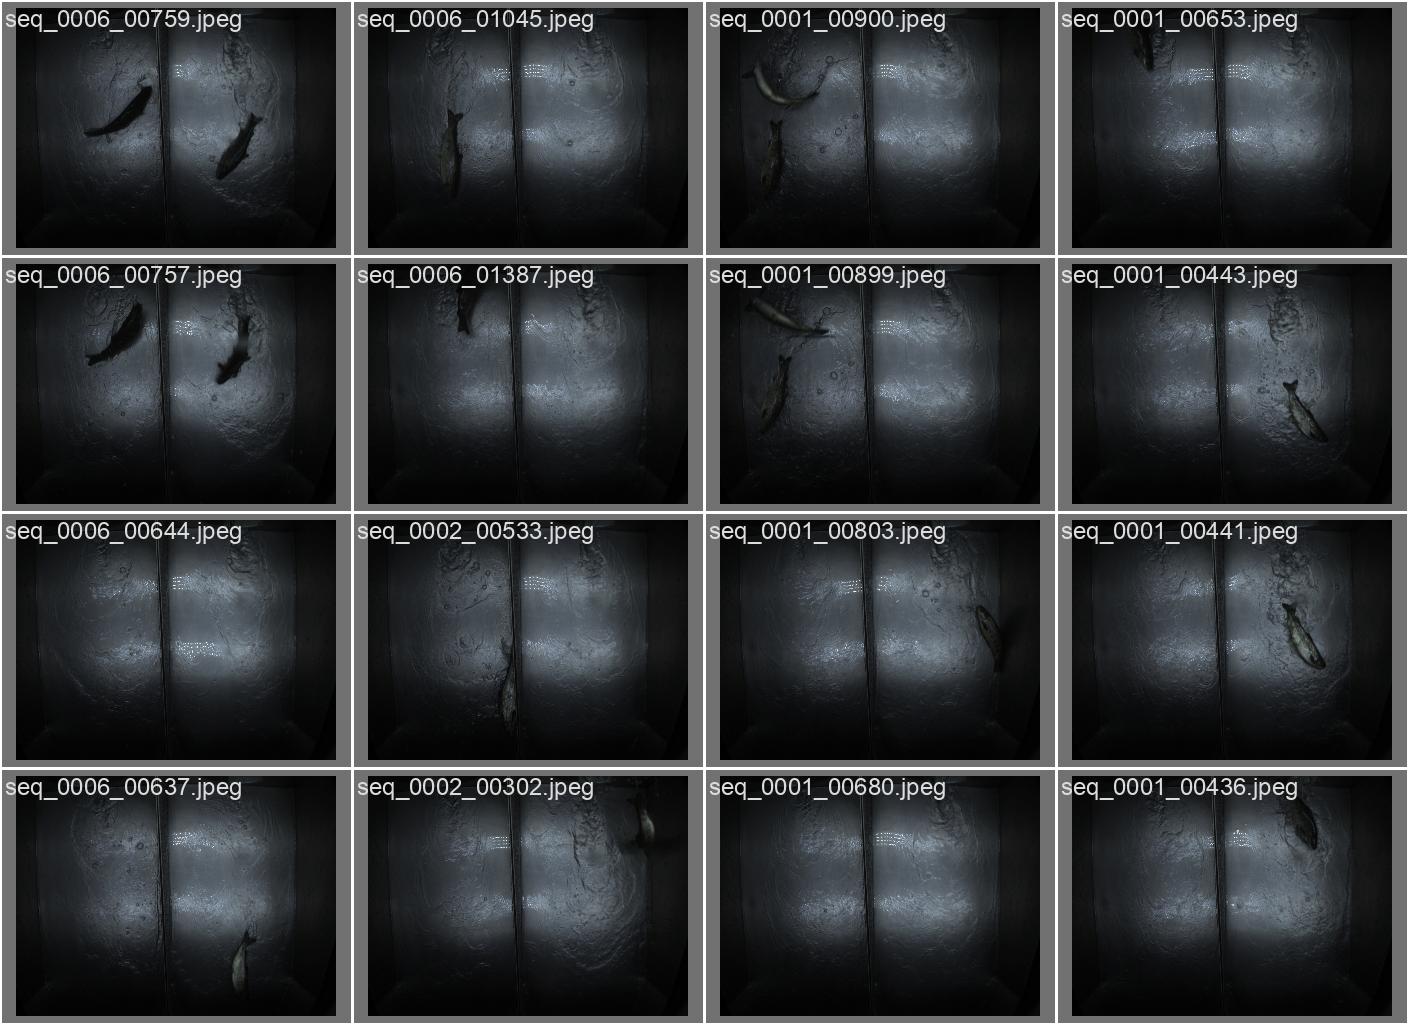 seq_0006_00759.jpeg
seq_0006_01045.jpeg
seq_0001_00900.jpeg
seq_0001_00653.jpeg
seq_0006_00757.jpeg
seq_0006_01387.jpeg
seq_0001_00899.jpeg
seq_0001_00443.jpeg
seq_0006_00644.jpeg
seq_0002_00533.jpeg
seq_0001_00803.jpeg
seq_0001_00441.jpeg
seq_0006_00637.jpeg
seq_0002_00302.jpeg
seq_0001_00680.jpeg
seq_0001_00436.jpeg